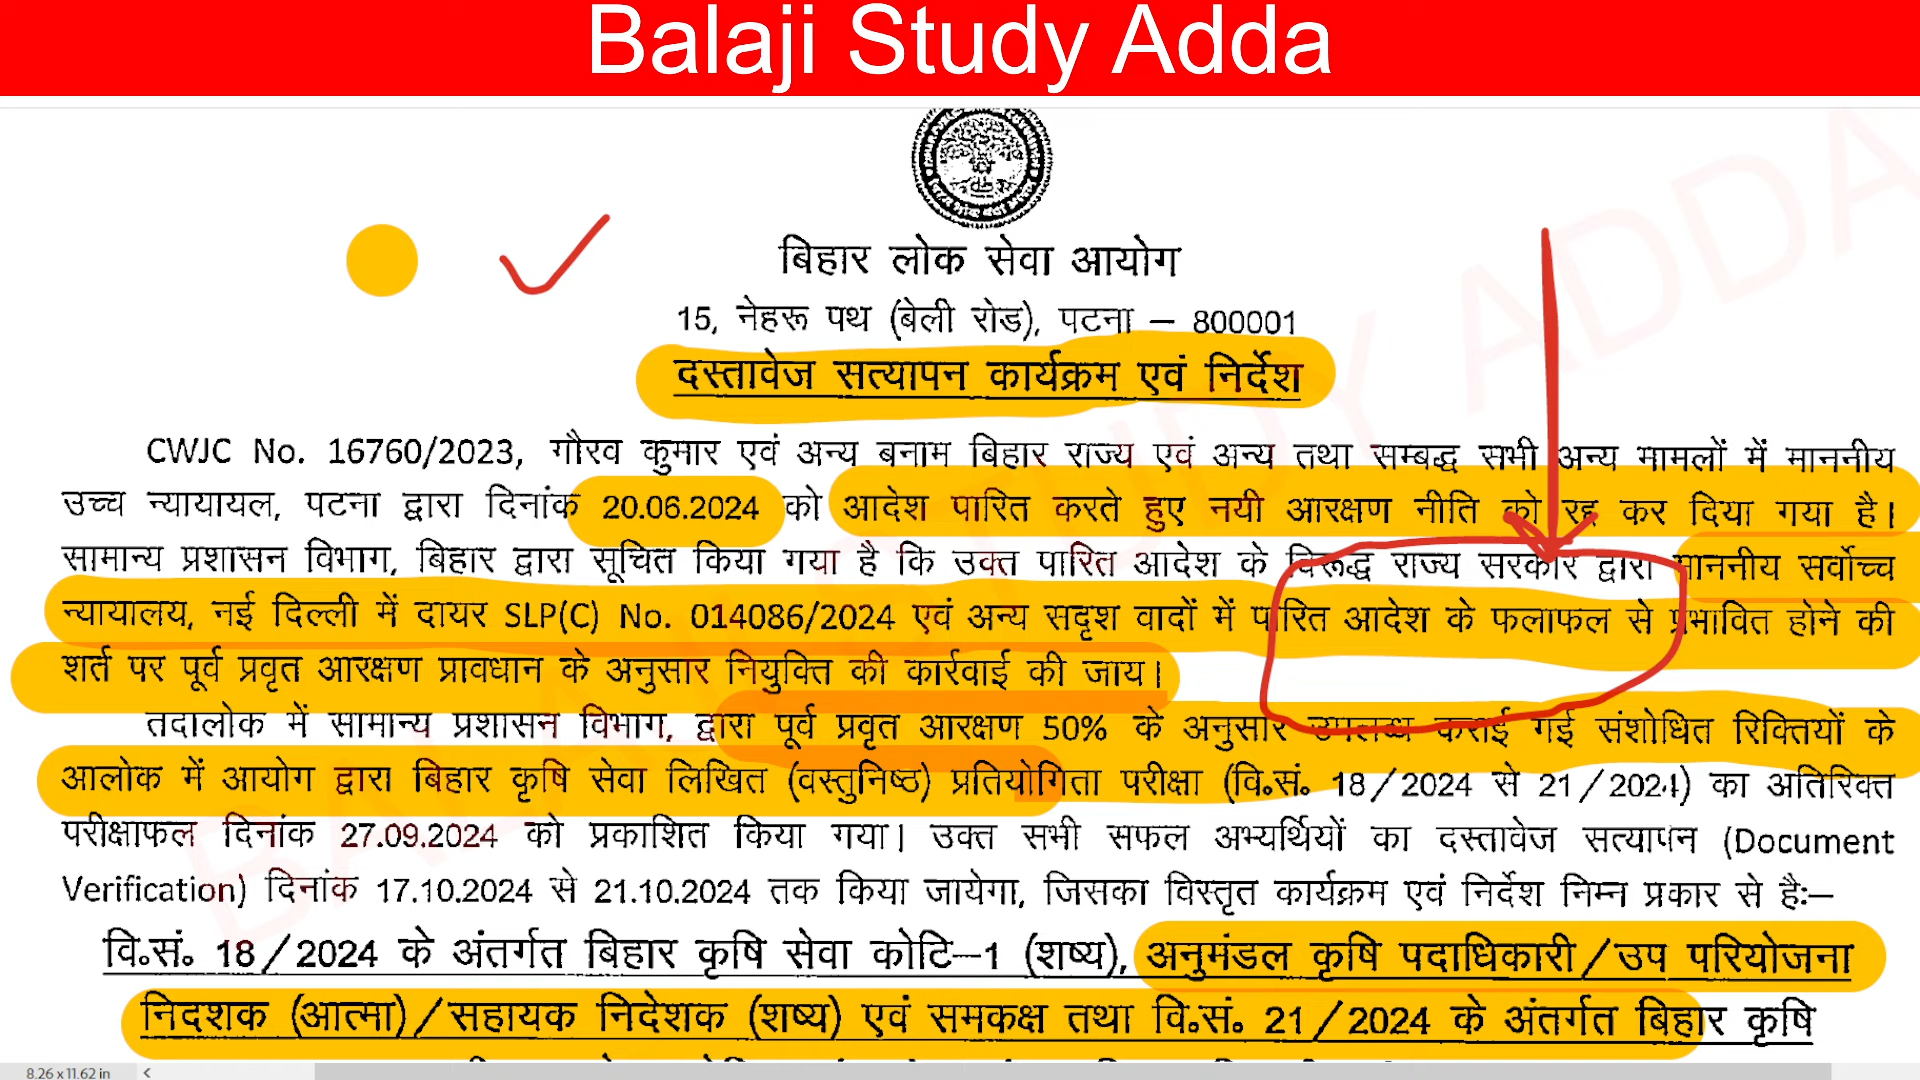 Balaji Study Adda
बिहार लोक सेवा आयोग
15, नेहरू पथ (बेली रोड), पटना – 800001
दस्तावेज सत्यापन कार्यक्रम एवं निर्देश
CWJC No. 16760/2023, गौरव कुमार एवं अन्य बनाम बिहार राज्य एवं अन्य तथा सम्बद्ध सभी अन्य मामलों में माननीय
उच्च न्यायायल, पटना द्वारा दिनांक 20.06.2024 को आदेश पारित करते हुए नयी आरक्षण नीति को रद्द कर दिया गया है।
सामान्य प्रशासन विभाग, बिहार द्वारा सूचित किया गया है कि उक्त पारित आदेश के विरूद्ध राज्य सरकार द्वारा माननीय सर्वोच्च
न्यायालय, नई दिल्ली में दायर SLP(C) No. 014086/2024 एवं अन्य सदृश वादों में पारित आदेश के फलाफल से प्रभावित होने की
शर्त पर पूर्व प्रवृत आरक्षण प्रावधान के अनुसार नियुक्ति की कार्रवाई की जाय।
तदालोक में सामान्य प्रशासन विभाग, द्वारा पूर्व प्रवृत आरक्षण 50% के अनुसार उपलब्ध कराई गई संशोधित रिक्तियों के
आलोक में आयोग द्वारा बिहार कृषि सेवा लिखित (वस्तुनिष्ठ) प्रतियोगिता परीक्षा (वि.सं. 18/2024 से 21/2024) का अतिरिक्त
परीक्षाफल दिनांक 27.09.2024 को प्रकाशित किया गया। उक्त सभी सफल अभ्यर्थियों का दस्तावेज सत्यापन (Document
Verification) दिनांक 17.10.2024 से 21.10.2024 तक किया जायेगा, जिसका विस्तृत कार्यक्रम एवं निर्देश निम्न प्रकार से हैः–
वि.सं. 18/2024 के अंतर्गत बिहार कृषि सेवा कोटि–1 (शष्य), अनुमंडल कृषि पदाधिकारी/उप परियोजना
निदशक (आत्मा)/सहायक निदेशक (शष्य) एवं समकक्ष तथा वि.सं. 21/2024 के अंतर्गत बिहार कृषि
8.26 x 11.62 in
BALAJI STUDY ADDA